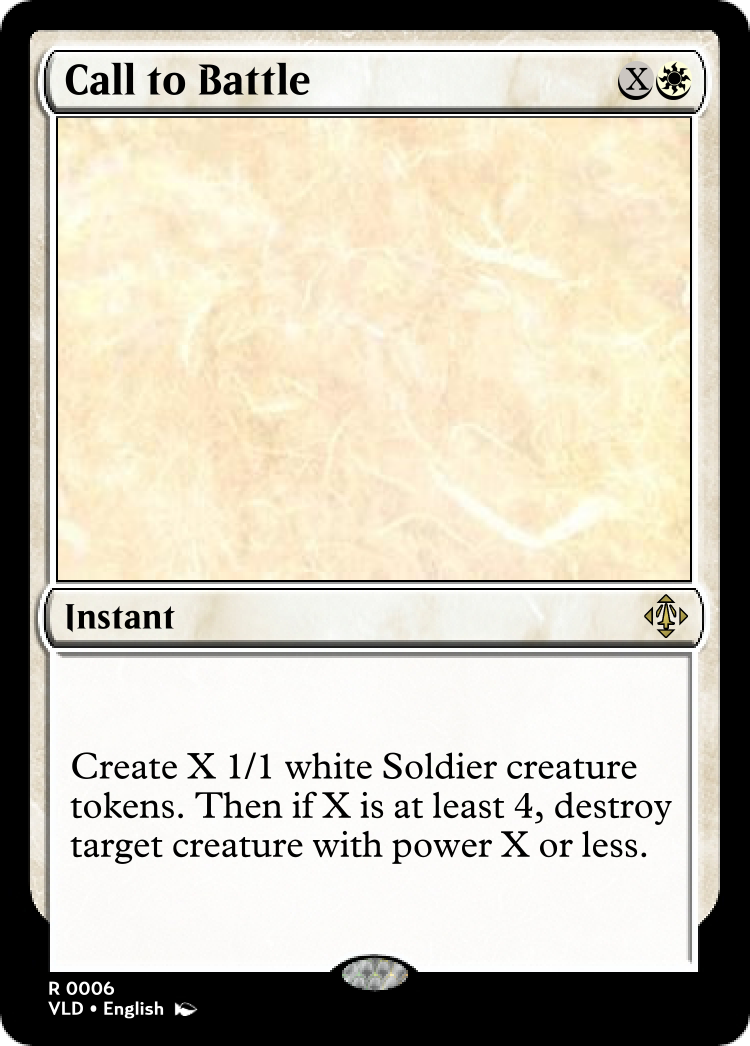 Call to Battle X
Instant
Create X 1/1 white Soldier creature
tokens. Then if X is at least 4, destroy
target creature with power X or less.
R 0006
VLD • English